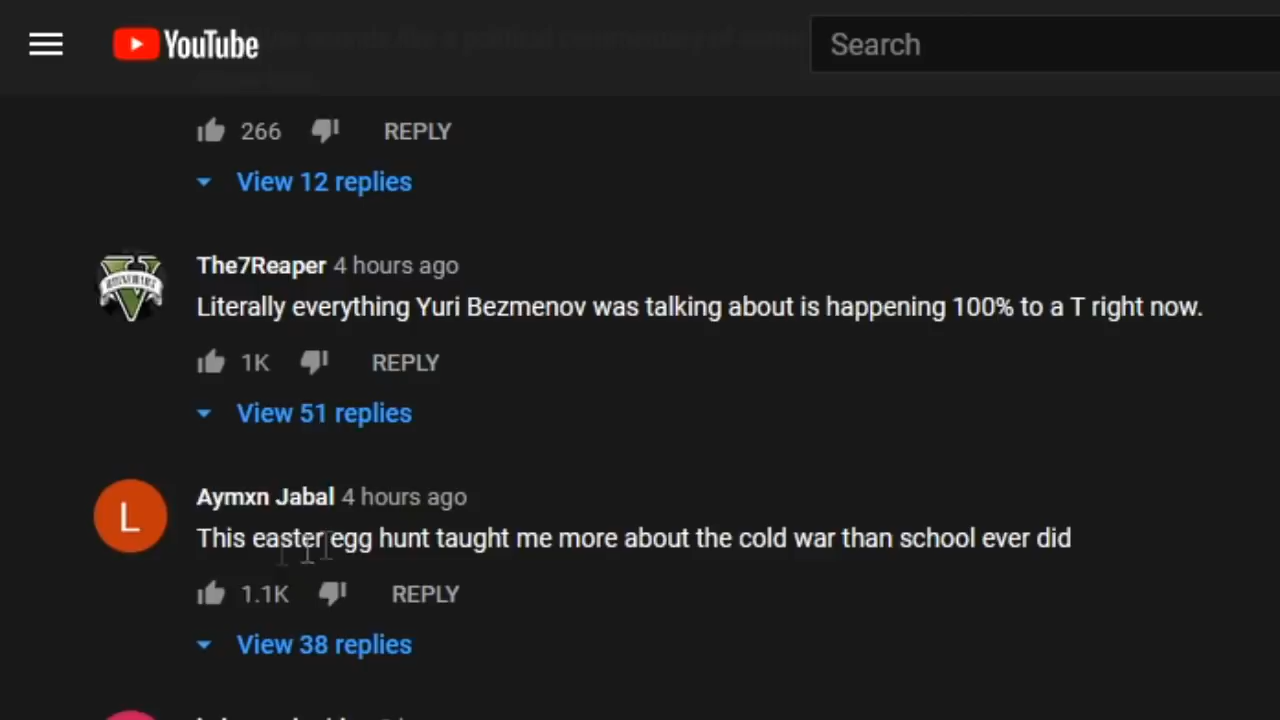 YouTube
Search
266 REPLY
View 12 replies
The7Reaper 4 hours ago
Literally everything Yuri Bezmenov was talking about is happening 100% to a T right now.
1K REPLY
View 51 replies
L
Aymxn Jabal 4 hours ago
This easter egg hunt taught me more about the cold war than school ever did
1.1K REPLY
View 38 replies